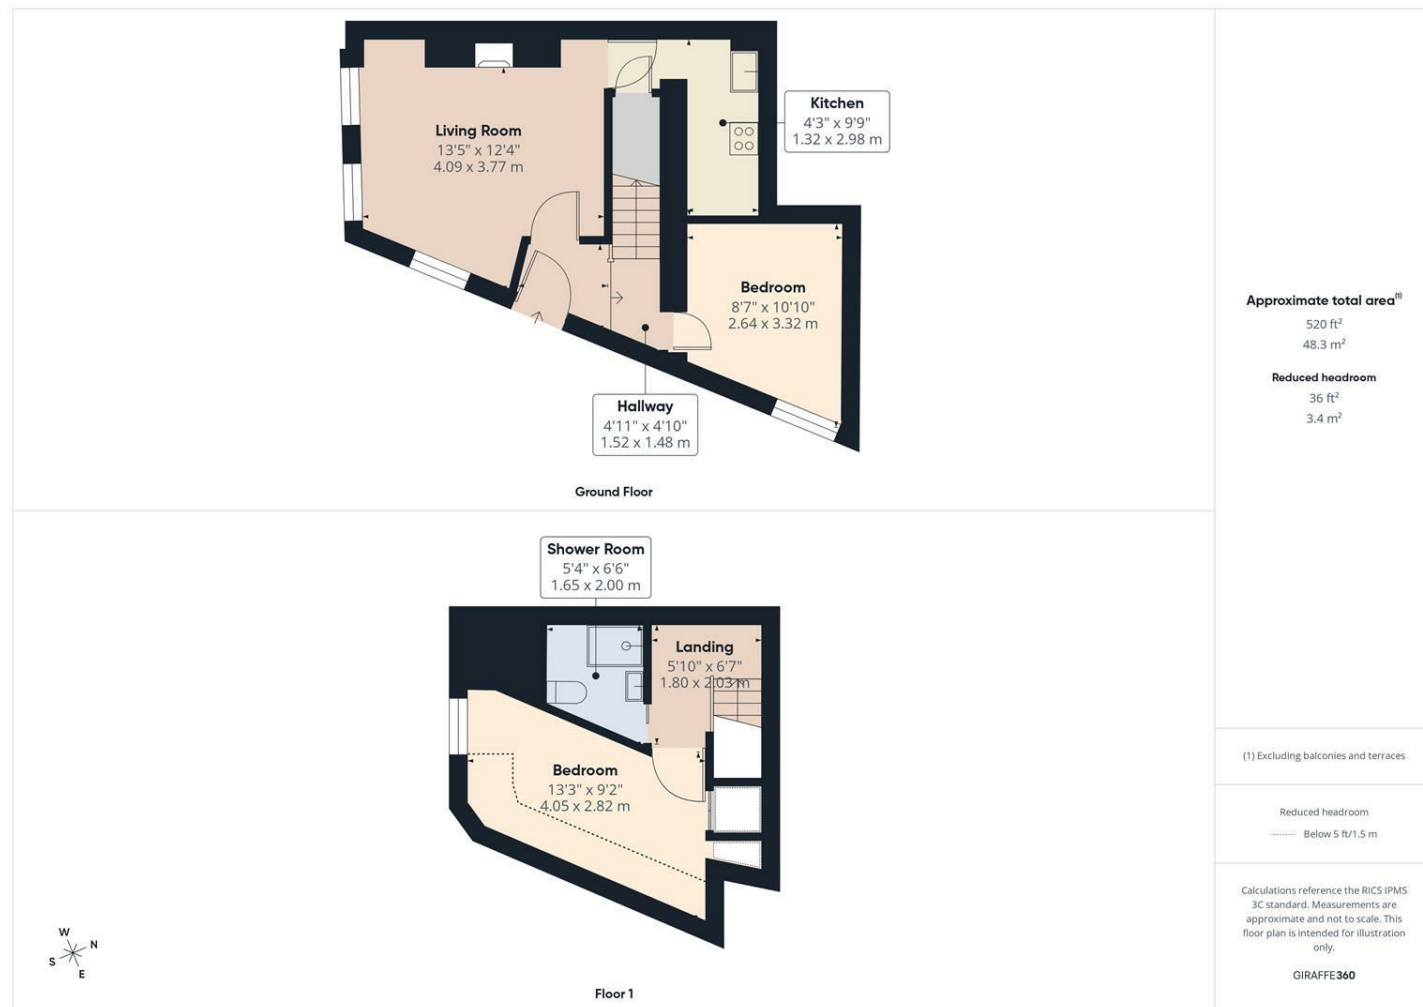 Living Room
13'5" x 12'4"
4.09 x 3.77 m
Kitchen
4'3" x 9'9"
1.32 x 2.98 m
Bedroom
8'7" x 10'10"
2.64 x 3.32 m
Hallway
4'11" x 4'10"
1.52 x 1.48 m
Ground Floor
Shower Room
5'4" x 6'6"
1.65 x 2.00 m
Landing
5'10" x 6'7"
1.80 x 2.03 m
Bedroom
13'3" x 9'2"
4.05 x 2.82 m
W
N
S
E
Floor 1
Approximate total area(1)
520 ft²
48.3 m²
Reduced headroom
36 ft²
3.4 m²
(1) Excluding balconies and terraces
Reduced headroom
Below 5 ft/1.5 m
Calculations reference the RICS IPMS
3C standard. Measurements are
approximate and not to scale. This
floor plan is intended for illustration
only.
GIRAFFE360